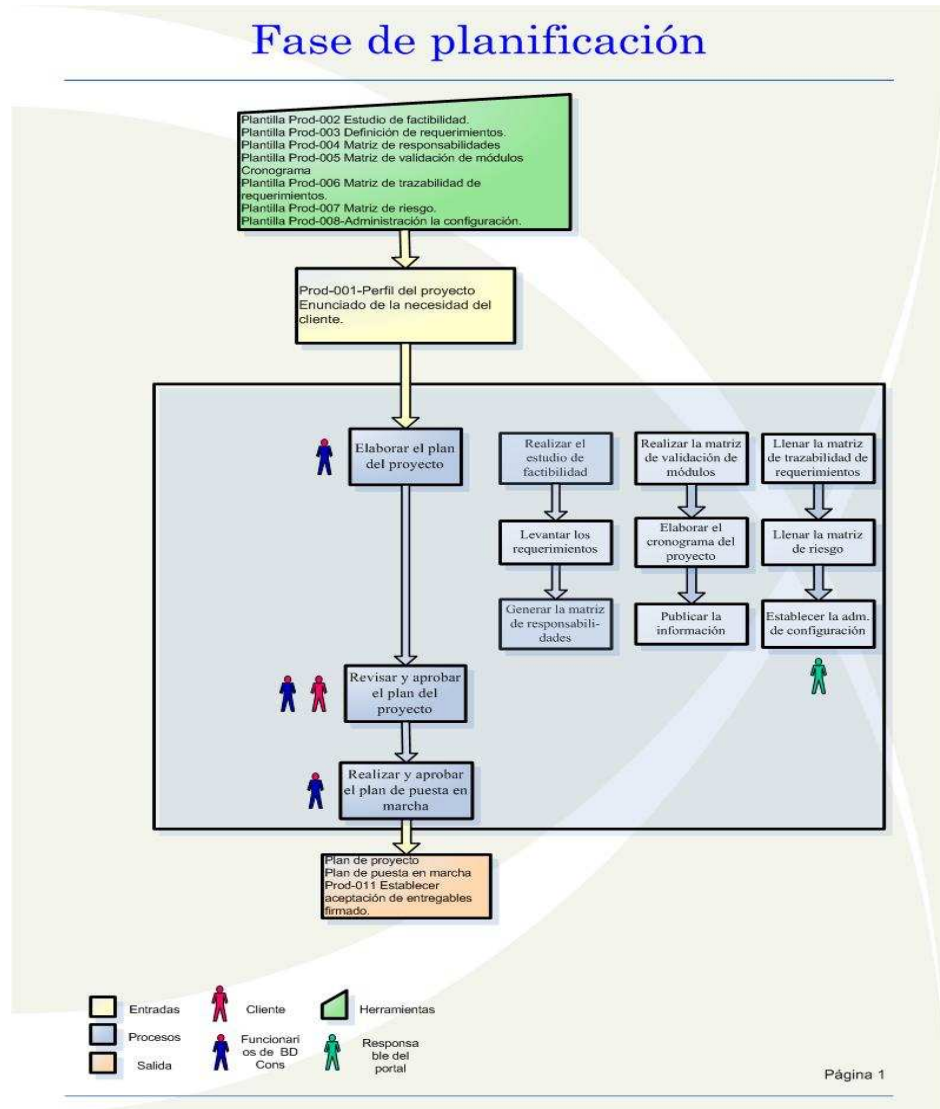 Fase de planificación
Plantilla Prod-002 Estudio de factibilidad.
Plantilla Prod-003 Definición de requerimientos.
Plantilla Prod-004 Matriz de responsabilidades
Plantilla Prod-005 Matriz de validación de módulos
Cronograma
Plantilla Prod-006 Matriz de trazabilidad de
requerimientos.
Plantilla Prod-007 Matriz de riesgo.
Plantilla Prod-008-Administración la configuración.
Prod-001-Perfil del proyecto
Enunciado de la necesidad del
cliente.
Elaborar el plan
del proyecto
Realizar el
estudio de
factibilidad
Realizar la matriz
de validación de
módulos
Llenar la matriz
de trazabilidad de
requerimientos
Levantar los
requerimientos
Elaborar el
cronograma del
proyecto
Llenar la matriz
de riesgo
Generar la matriz
de responsabili-
dades
Publicar la
información
Establecer la adm.
de configuración
Revisar y aprobar
el plan del
proyecto
Realizar y aprobar
el plan de puesta en
marcha
Plan de proyecto
Plan de puesta en marcha
Prod-011 Establecer
aceptación de entregables
firmado.
Entradas
Cliente
Herramientas
Procesos
Funcionari
os de BD
Cons
Responsa
ble del
portal
Salida
Página 1